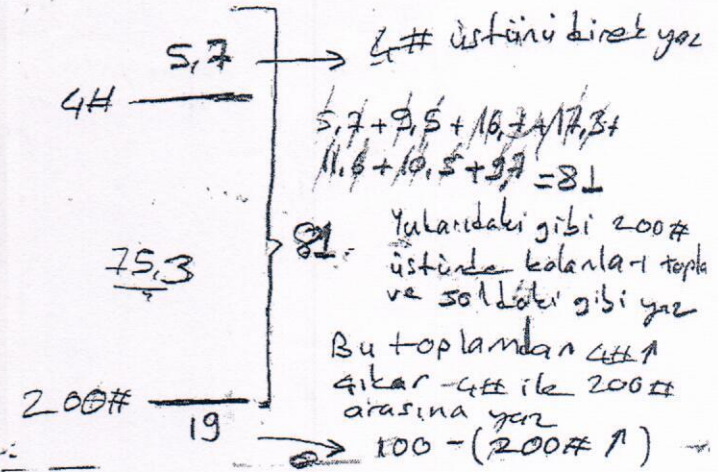 5,7 → 4# üstünü direk yaz
4#
5,7+9,5+16,7+17,3+
11,6+10,5+9,7=81
81
Yukarıdaki gibi 200#
75,3
üstünde kalanları topla
ve soldaki gibi yaz
Bu toplamdan 4#↑
çıkar 4# ile 200#
200#
arasına yaz
19 → 100-(200#↑)